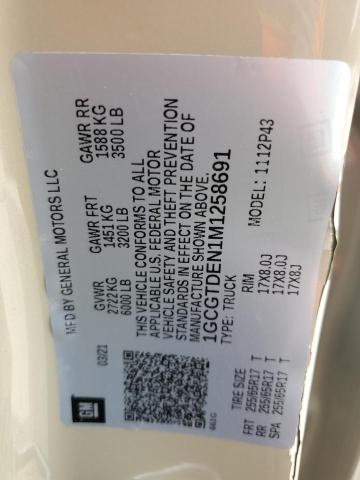 MFD BY GENERAL MOTORS LLC
03/21
GVWR GAWR FRT GAWR RR
2722 KG 1451 KG 1588 KG
6000 LB 3200 LB 3500 LB
THIS VEHICLE CONFORMS TO ALL
APPLICABLE U.S. FEDERAL MOTOR
VEHICLE SAFETY AND THEFT PREVENTION
STANDARDS IN EFFECT ON THE DATE OF
MANUFACTURE SHOWN ABOVE.
1GCGTDEN1M1258691
TYPE: TRUCK
MODEL: 1112P43
TIRE SIZE RIM
FRT 255/65R17 T 17X8.0J
RR 255/65R17 T 17X8.0J
SPA 255/65R17 T 17X8J
GM